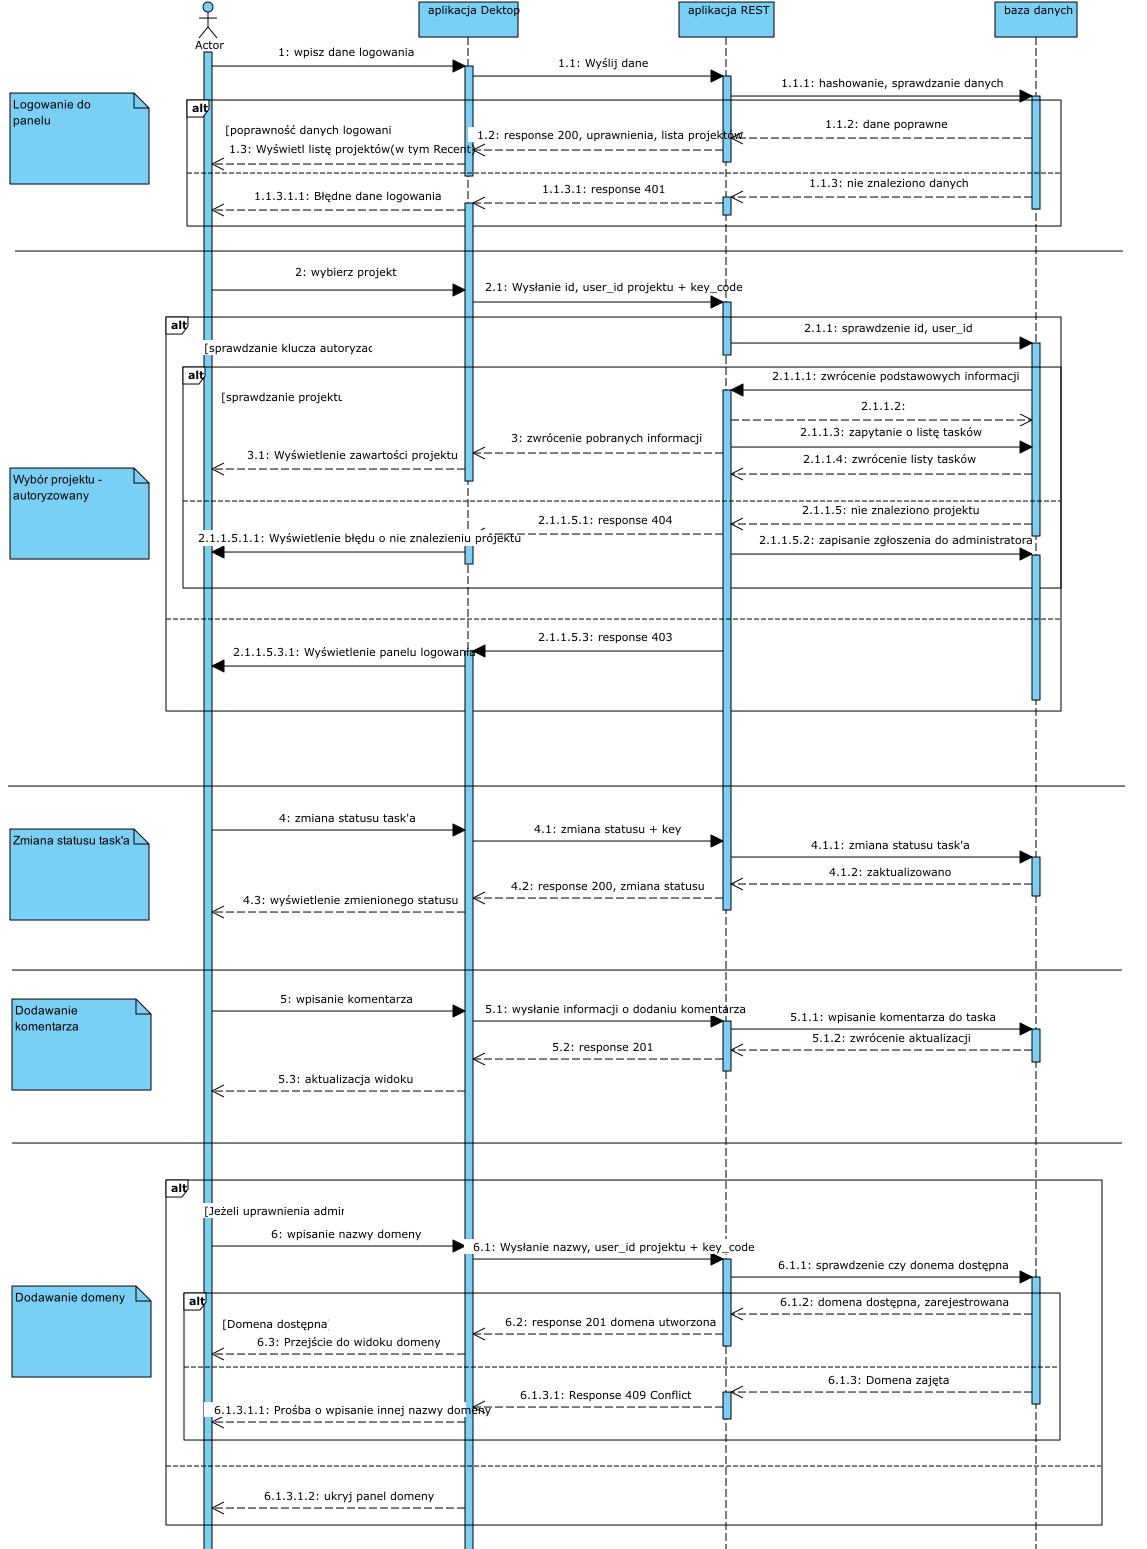 aplikacja Dektop
aplikacja REST
baza danych
Actor
1: wpisz dane logowania
1.1: Wyślij dane
1.1.1: hashowanie, sprawdzanie danych
Logowanie do
panelu
alt
[poprawność danych logowani
1.1.2: dane poprawne
1.2: response 200, uprawnienia, lista projektów
1.3: Wyświetl listę projektów(w tym Recent)
1.1.3: nie znaleziono danych
1.1.3.1: response 401
1.1.3.1.1: Błędne dane logowania
2: wybierz projekt
2.1: Wysłanie id, user_id projektu + key_code
alt
2.1.1: sprawdzenie id, user_id
[sprawdzanie klucza autoryzac
alt
2.1.1.1: zwrócenie podstawowych informacji
[sprawdzanie projektu
2.1.1.2:
2.1.1.3: zapytanie o listę tasków
3: zwrócenie pobranych informacji
3.1: Wyświetlenie zawartości projektu
2.1.1.4: zwrócenie listy tasków
Wybór projektu -
autoryzowany
2.1.1.5: nie znaleziono projektu
2.1.1.5.1: response 404
2.1.1.5.1.1: Wyświetlenie błędu o nie znalezieniu projektu
2.1.1.5.2: zapisanie zgłoszenia do administratora
2.1.1.5.3: response 403
2.1.1.5.3.1: Wyświetlenie panelu logowania
4: zmiana statusu task'a
4.1: zmiana statusu + key
Zmiana statusu task'a
4.1.1: zmiana statusu task'a
4.1.2: zaktualizowano
4.2: response 200, zmiana statusu
4.3: wyświetlenie zmienionego statusu
5: wpisanie komentarza
Dodawanie
komentarza
5.1: wysłanie informacji o dodaniu komentarza
5.1.1: wpisanie komentarza do taska
5.1.2: zwrócenie aktualizacji
5.2: response 201
5.3: aktualizacja widoku
alt
[Jeżeli uprawnienia admir
6: wpisanie nazwy domeny
6.1: Wysłanie nazwy, user_id projektu + key_code
6.1.1: sprawdzenie czy donema dostępna
Dodawanie domeny
alt
6.1.2: domena dostępna, zarejestrowana
[Domena dostępna]
6.2: response 201 domena utworzona
6.3: Przejście do widoku domeny
6.1.3: Domena zajęta
6.1.3.1: Response 409 Conflict
6.1.3.1.1: Prośba o wpisanie innej nazwy domeny
6.1.3.1.2: ukryj panel domeny